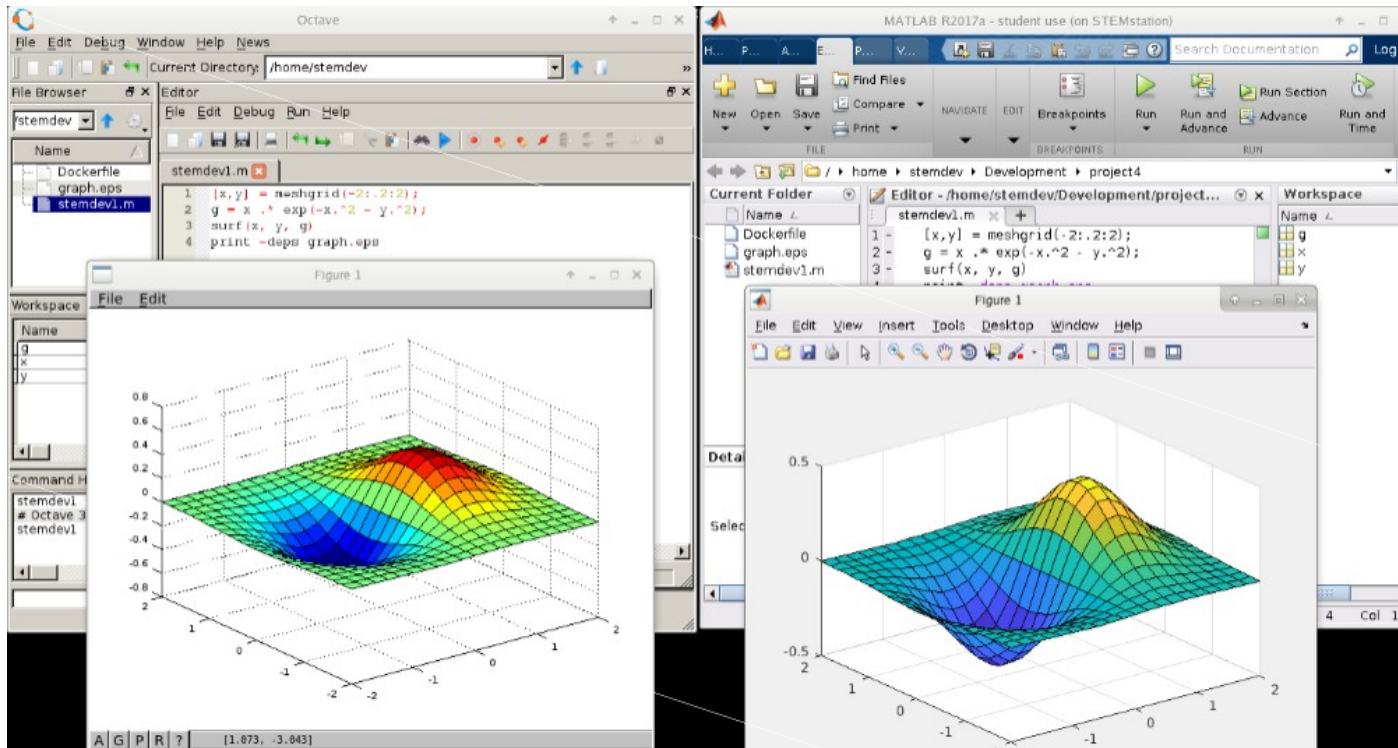 Octave
File Edit Debug Window Help News
Current Directory: /home/stemdev
File Browser
/stemdev
Name
Dockerfile
graph.eps
stemdev1.m
Workspace
Name
g
x
y
Command H
stemdev1
# Octave 3
stemdev1
Editor
File Edit Debug Run Help
stemdev1.m
1 [x,y] = meshgrid(-2:.2:2);
2 g = x .* exp(-x.^2 - y.^2);
3 surf(x, y, g)
4 print -deps graph.eps
Figure 1
File Edit
0.8
0.6
0.4
0.2
0
-0.2
-0.4
-0.6
-0.8
2
1
0
-1
-2
-2
-1
0
1
2
A G P R ? [1.073, -3.043]
MATLAB R2017a - student use (on STEMstation)
H... P... A... E... P... V... Search Documentation Log
New Open Save
Find Files
Compare
Print
FILE
NAVIGATE
EDIT
Breakpoints
BREAKPOINTS
Run
Run and Advance
Run Section
Advance
Run and Time
RUN
/ home stemdev Development project4
Current Folder
Name
Dockerfile
graph.eps
stemdev1.m
Detai
Selec
Editor - /home/stemdev/Development/project...
stemdev1.m +
1 - [x,y] = meshgrid(-2:.2:2);
2 - g = x .* exp(-x.^2 - y.^2);
3 - surf(x, y, g)
Workspace
Name
g
x
y
4 Col 1
Figure 1
File Edit View Insert Tools Desktop Window Help
0.5
0
-0.5
2
1
0
-1
-1
0
1
2